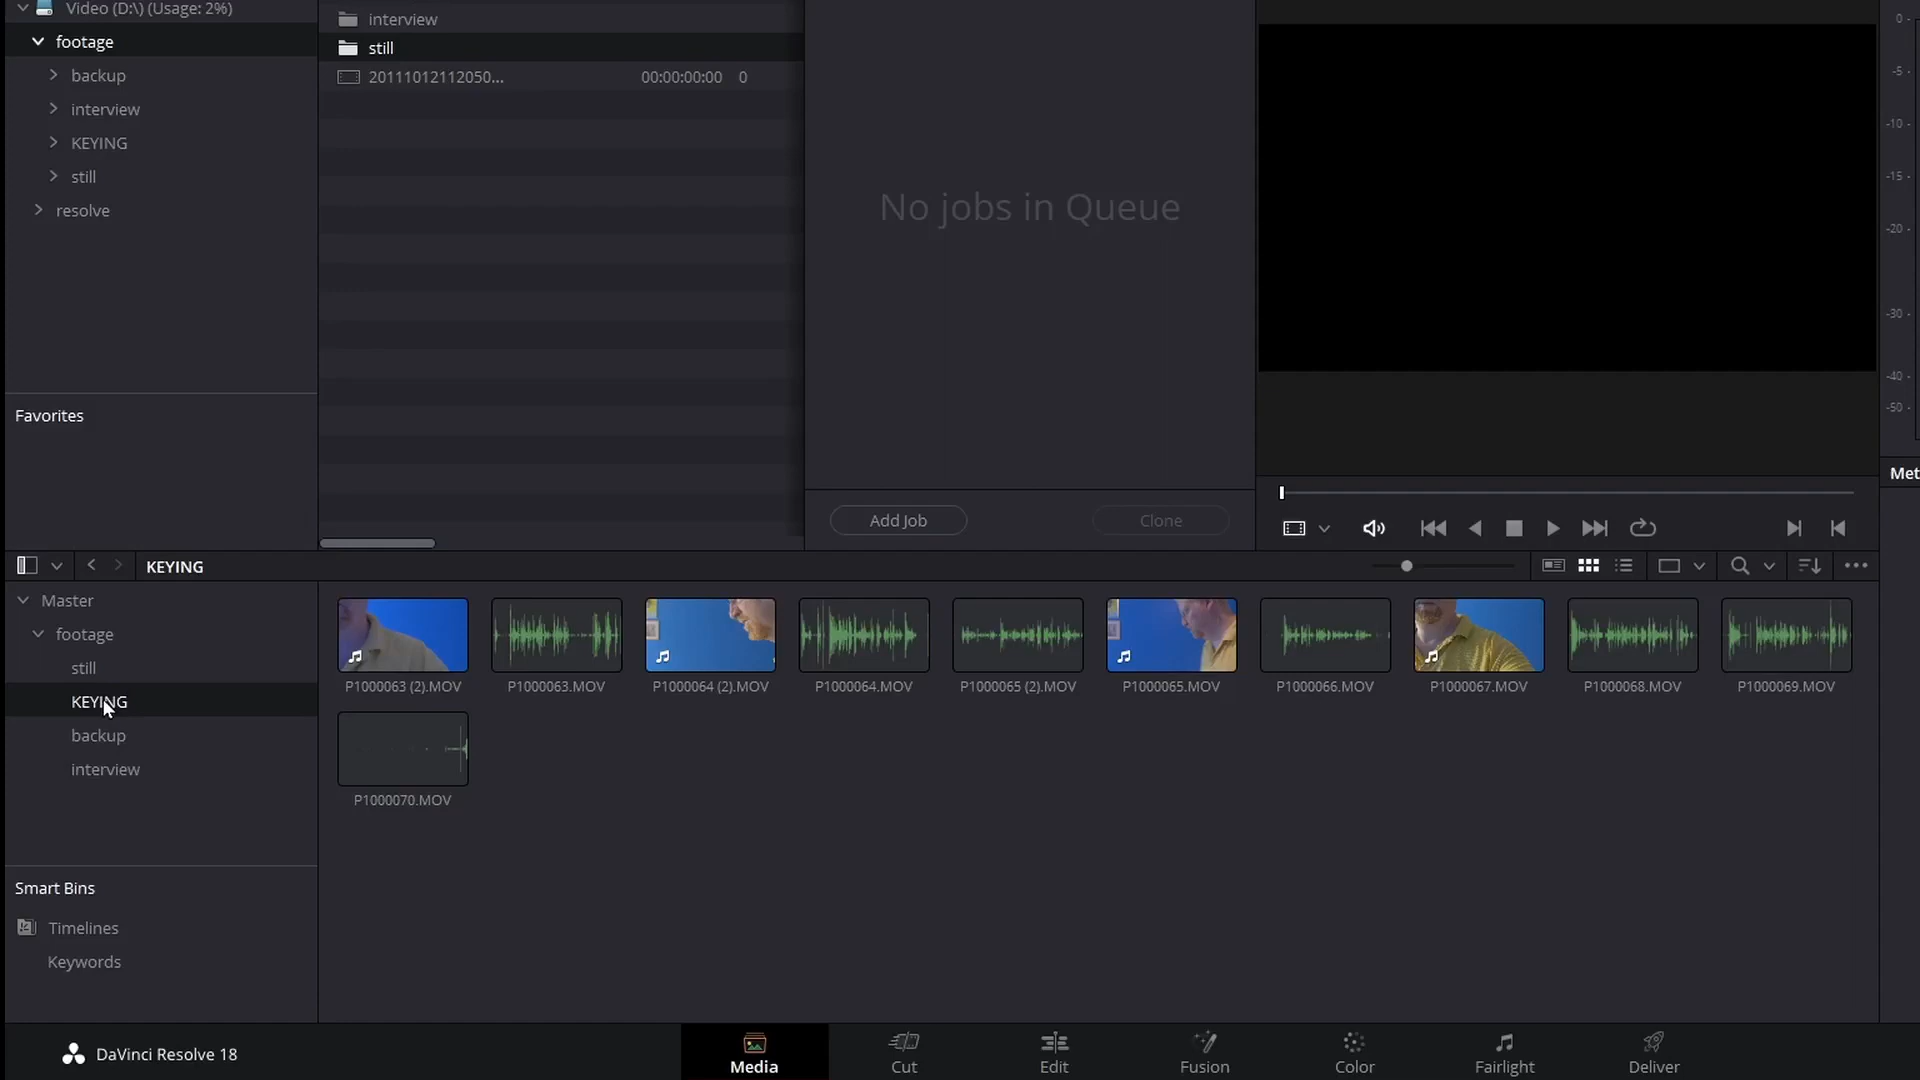 Video (D:\) (Usage: 2%)
footage
backup
interview
KEYING
still
resolve
Favorites
interview
still
20111012112050... 00:00:00:00 0
No jobs in Queue
Add Job Clone
0
-5
-10
-15
-20
-30
-40
-50
Met
KEYING
Master
footage
still
KEYING
backup
interview
Smart Bins
Timelines
Keywords
P1000063 (2).MOV P1000063.MOV P1000064 (2).MOV P1000064.MOV P1000065 (2).MOV P1000065.MOV P1000066.MOV P1000067.MOV P1000068.MOV P1000069.MOV
P1000070.MOV
DaVinci Resolve 18
Media Cut Edit Fusion Color Fairlight Deliver